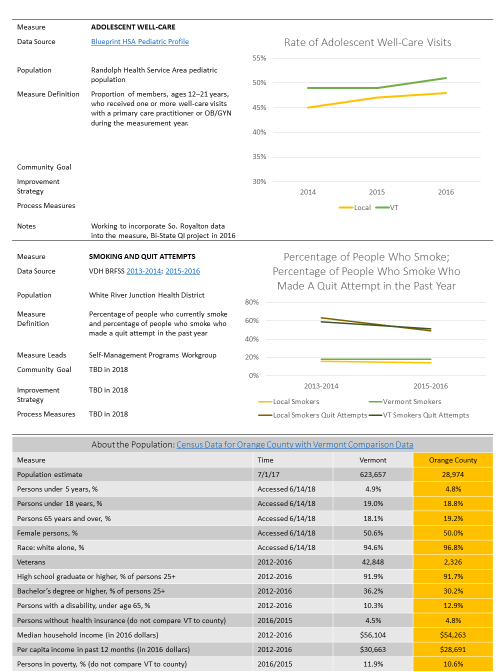 Measure ADOLESCENT WELL-CARE
Data Source Blueprint HSA Pediatric Profile
Population Randolph Health Service Area pediatric
population
Measure Definition Proportion of members, ages 12–21 years,
who received one or more well-care visits
with a primary care practitioner or OB/GYN
during the measurement year.
Community Goal
Improvement
Strategy
Process Measures
Notes Working to incorporate So. Royalton data
into the measure, Bi-State QI project in 2016
Rate of Adolescent Well-Care Visits
55%
50%
45%
40%
35%
30%
2014 2015 2016
Local VT
Measure SMOKING AND QUIT ATTEMPTS
Data Source VDH BRFSS 2013-2014; 2015-2016
Population White River Junction Health District
Measure Percentage of people who currently smoke
Definition and percentage of people who smoke who
made a quit attempt in the past year
Measure Leads Self-Management Programs Workgroup
Community Goal TBD in 2018
Improvement TBD in 2018
Strategy
Process Measures TBD in 2018
Percentage of People Who Smoke;
Percentage of People Who Smoke Who
Made A Quit Attempt in the Past Year
80%
60%
40%
20%
0%
2013-2014 2015-2016
Local Smokers Vermont Smokers
Local Smokers Quit Attempts VT Smokers Quit Attempts
About the Population: Census Data for Orange County with Vermont Comparison Data
Measure Time Vermont Orange County
Population estimate 7/1/17 623,657 28,974
Persons under 5 years, % Accessed 6/14/18 4.9% 4.8%
Persons under 18 years, % Accessed 6/14/18 19.0% 18.8%
Persons 65 years and over, % Accessed 6/14/18 18.1% 19.2%
Female persons, % Accessed 6/14/18 50.6% 50.0%
Race: white alone, % Accessed 6/14/18 94.6% 96.8%
Veterans 2012-2016 42,848 2,326
High school graduate or higher, % of persons 25+ 2012-2016 91.9% 91.7%
Bachelor's degree or higher, % of persons 25+ 2012-2016 36.2% 30.2%
Persons with a disability, under age 65, % 2012-2016 10.3% 12.9%
Persons without health insurance (do not compare VT to county) 2016/2015 4.5% 4.8%
Median household income (in 2016 dollars) 2012-2016 $56,104 $54,263
Per capita income in past 12 months (in 2016 dollars) 2012-2016 $30,663 $28,691
Persons in poverty, % (do not compare VT to county) 2016/2015 11.9% 10.6%